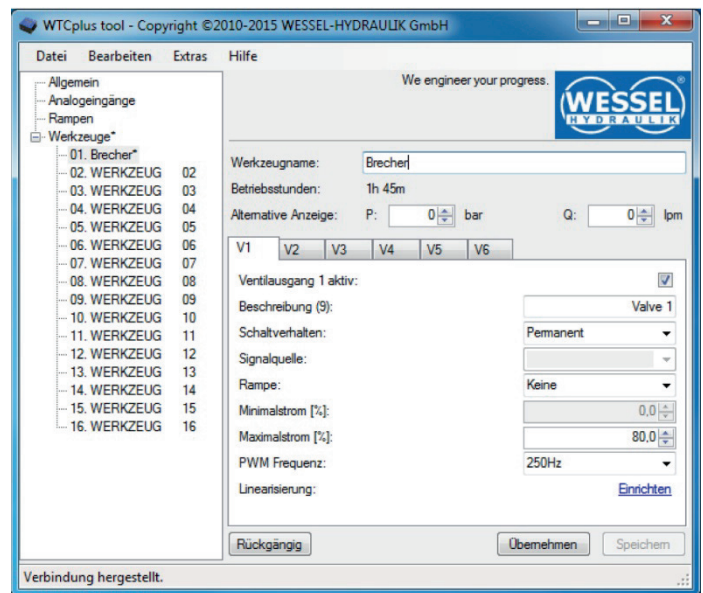 WTCplus tool - Copyright ©2010-2015 WESSEL-HYDRAULIK GmbH
Datei Bearbeiten Extras Hilfe
Allgemein
Analogeingänge
Rampen
Werkzeuge*
01. Brecher*
02. WERKZEUG 02
03. WERKZEUG 03
04. WERKZEUG 04
05. WERKZEUG 05
06. WERKZEUG 06
07. WERKZEUG 07
08. WERKZEUG 08
09. WERKZEUG 09
10. WERKZEUG 10
11. WERKZEUG 11
12. WERKZEUG 12
13. WERKZEUG 13
14. WERKZEUG 14
15. WERKZEUG 15
16. WERKZEUG 16
We engineer your progress.
WESSEL®
HYDRAULIK
Werkzeugname: Brecher
Betriebsstunden: 1h 45m
Alternative Anzeige: P: 0 bar Q: 0 lpm
V1 V2 V3 V4 V5 V6
Ventilausgang 1 aktiv:
Beschreibung (9): Valve 1
Schaltverhalten: Permanent
Signalquelle:
Rampe: Keine
Minimalstrom [%]: 0,0
Maximalstrom [%]: 80,0
PWM Frequenz: 250Hz
Linearisierung: Einrichten
Rückgängig Übernehmen Speichern
Verbindung hergestellt.